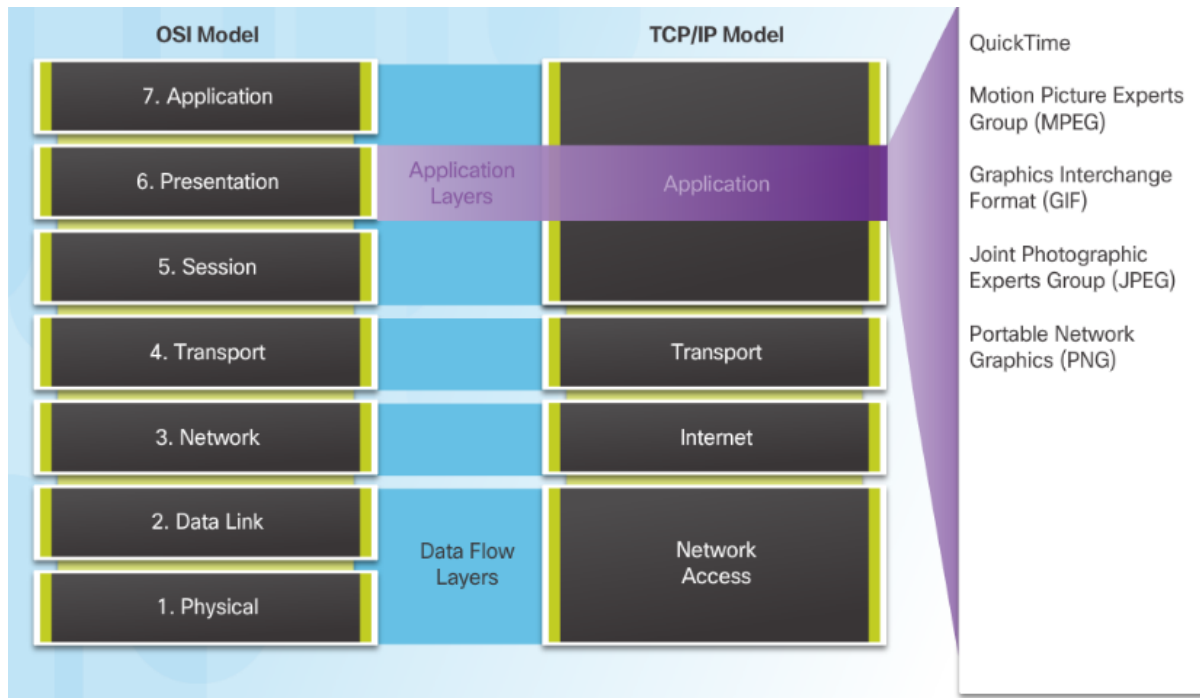 OSI Model
7. Application
6. Presentation
5. Session
4. Transport
3. Network
2. Data Link
1. Physical
Application
Layers
Data Flow
Layers
TCP/IP Model
Application
Transport
Internet
Network
Access
QuickTime
Motion Picture Experts
Group (MPEG)
Graphics Interchange
Format (GIF)
Joint Photographic
Experts Group (JPEG)
Portable Network
Graphics (PNG)